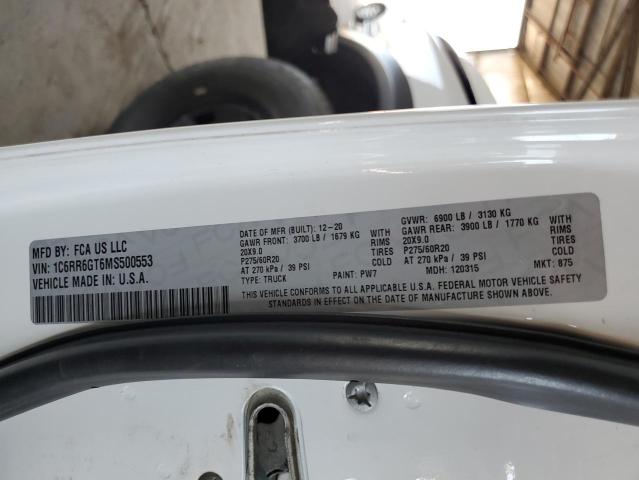 MFD BY: FCA US LLC
VIN: 1C6RR6GT6MS500553
VEHICLE MADE IN: U.S.A.
DATE OF MFR (BUILT): 12-20
GAWR FRONT: 3700 LB / 1679 KG
20X9.0 RIMS
P275/60R20 TIRES
AT 270 kPa / 39 PSI COLD
TYPE: TRUCK PAINT: PW7
GVWR: 6900 LB / 3130 KG
GAWR REAR: 3900 LB / 1770 KG
20X9.0 RIMS
P275/60R20 TIRES
AT 270 kPa / 39 PSI COLD
MDH: 120315 MKT: 875
THIS VEHICLE CONFORMS TO ALL APPLICABLE U.S.A. FEDERAL MOTOR VEHICLE SAFETY
STANDARDS IN EFFECT ON THE DATE OF MANUFACTURE SHOWN ABOVE.